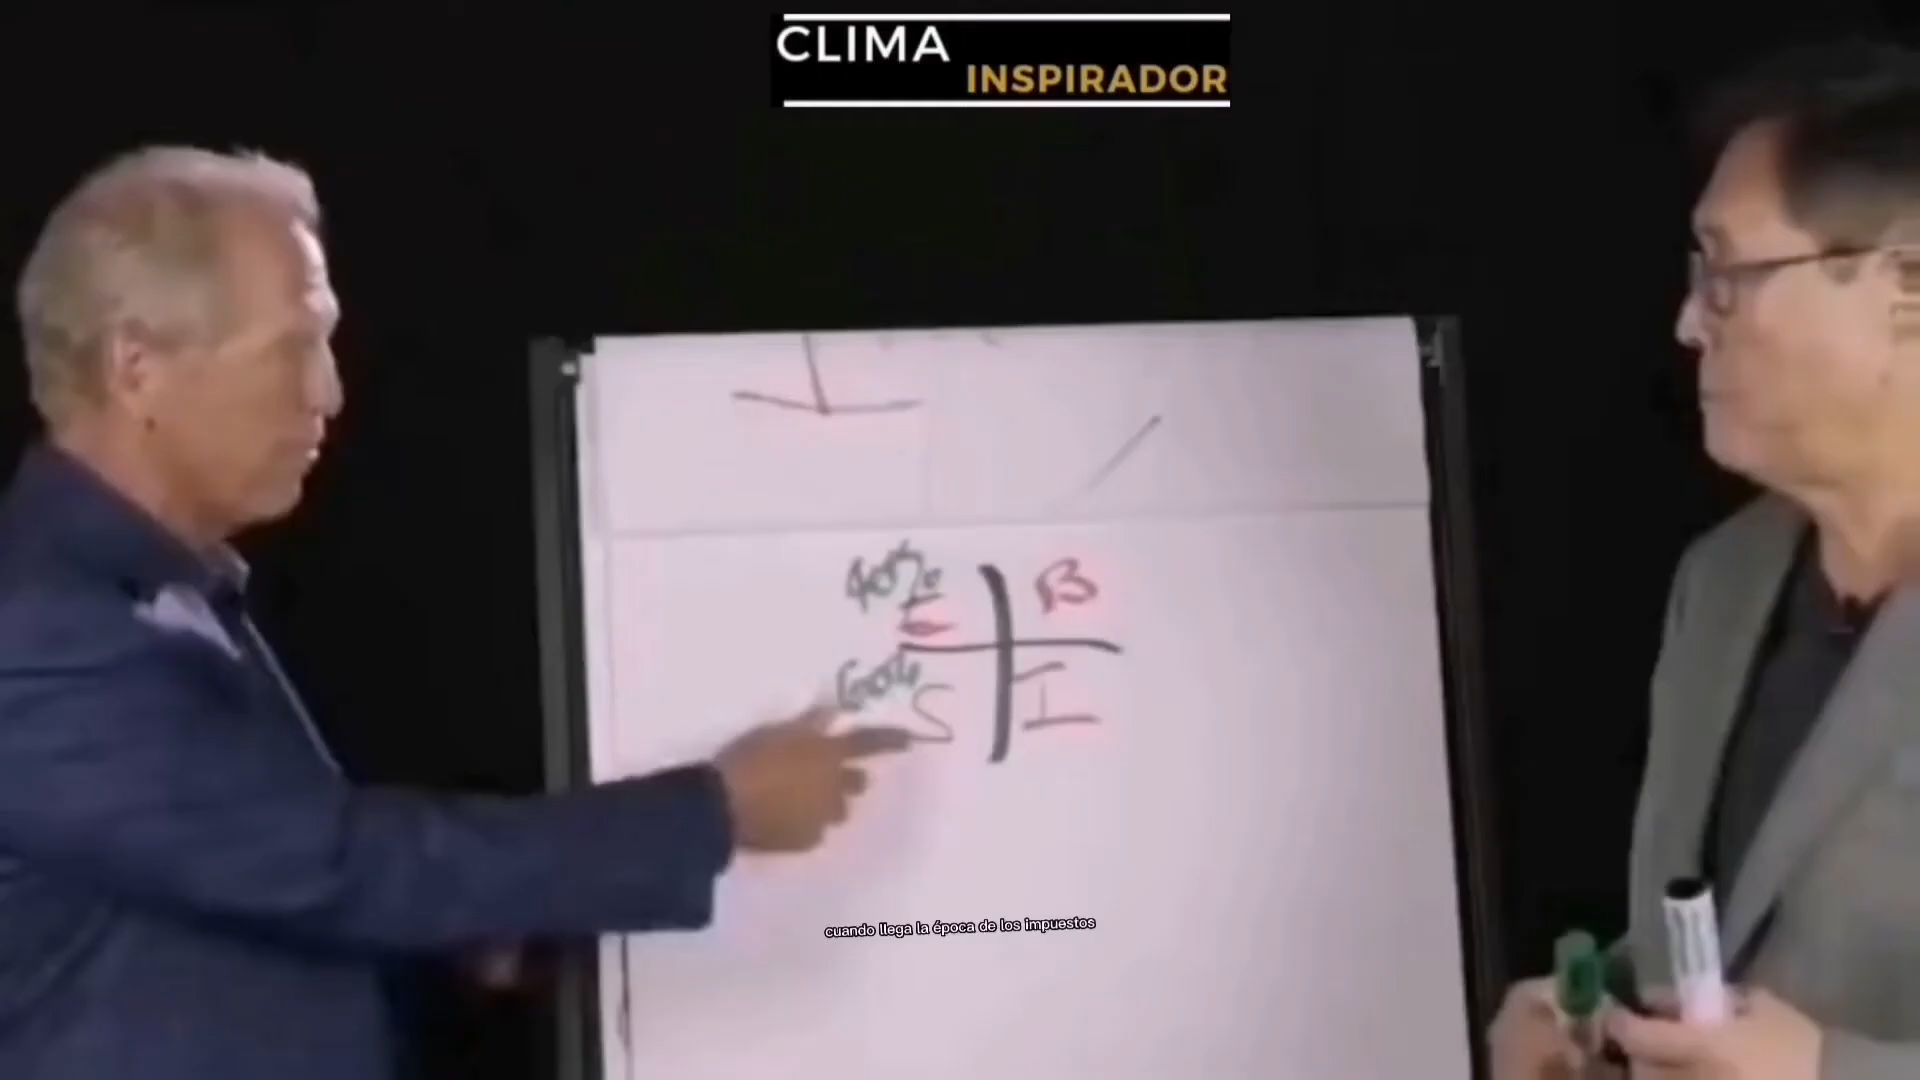 CLIMA
INSPIRADOR
40%
E
B
60%
S
I
cuando llega la época de los impuestos